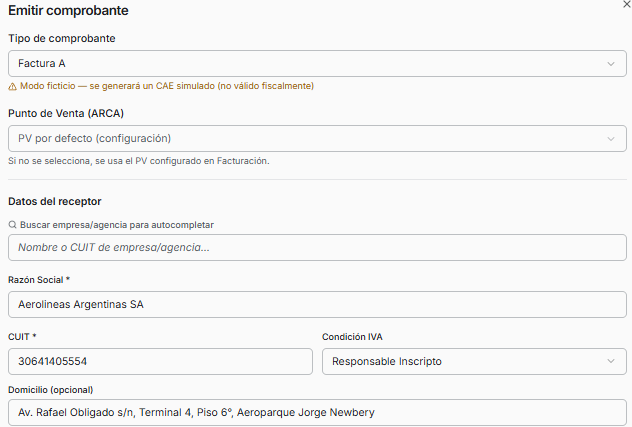 Emitir comprobante
Tipo de comprobante
Factura A
Modo ficticio — se generará un CAE simulado (no válido fiscalmente)
Punto de Venta (ARCA)
PV por defecto (configuración)
Si no se selecciona, se usa el PV configurado en Facturación.
Datos del receptor
Buscar empresa/agencia para autocompletar
Nombre o CUIT de empresa/agencia...
Razón Social *
Aerolineas Argentinas SA
CUIT *
Condición IVA
30641405554
Responsable Inscripto
Domicilio (opcional)
Av. Rafael Obligado s/n, Terminal 4, Piso 6°, Aeroparque Jorge Newbery